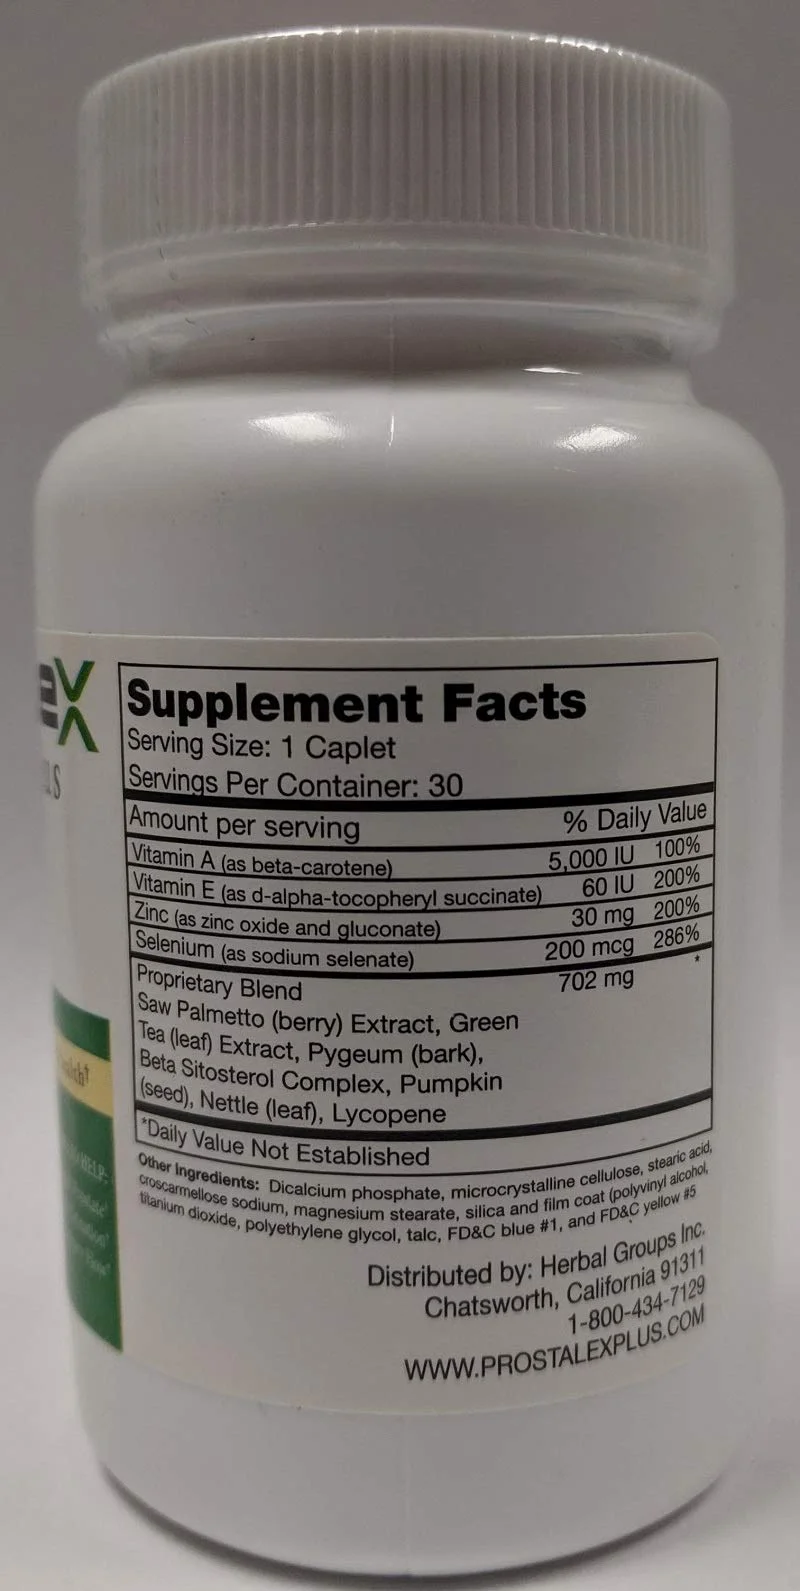 Supplement Facts
Serving Size: 1 Caplet
Servings Per Container: 30
Amount per serving % Daily Value
Vitamin A (as beta-carotene) 5,000 IU 100%
Vitamin E (as d-alpha-tocopheryl succinate) 60 IU 200%
Zinc (as zinc oxide and gluconate) 30 mg 200%
Selenium (as sodium selenate) 200 mcg 286%
Proprietary Blend 702 mg *
Saw Palmetto (berry) Extract, Green
Tea (leaf) Extract, Pygeum (bark),
Beta Sitosterol Complex, Pumpkin
(seed), Nettle (leaf), Lycopene
*Daily Value Not Established
Other Ingredients: Dicalcium phosphate, microcrystalline cellulose, stearic acid,
croscarmellose sodium, magnesium stearate, silica and film coat (polyvinyl alcohol,
titanium dioxide, polyethylene glycol, talc, FD&C blue #1, and FD&C yellow #5
Distributed by: Herbal Groups Inc.
Chatsworth, California 91311
1-800-434-7129
WWW.PROSTALEXPLUS.COM
HELP: